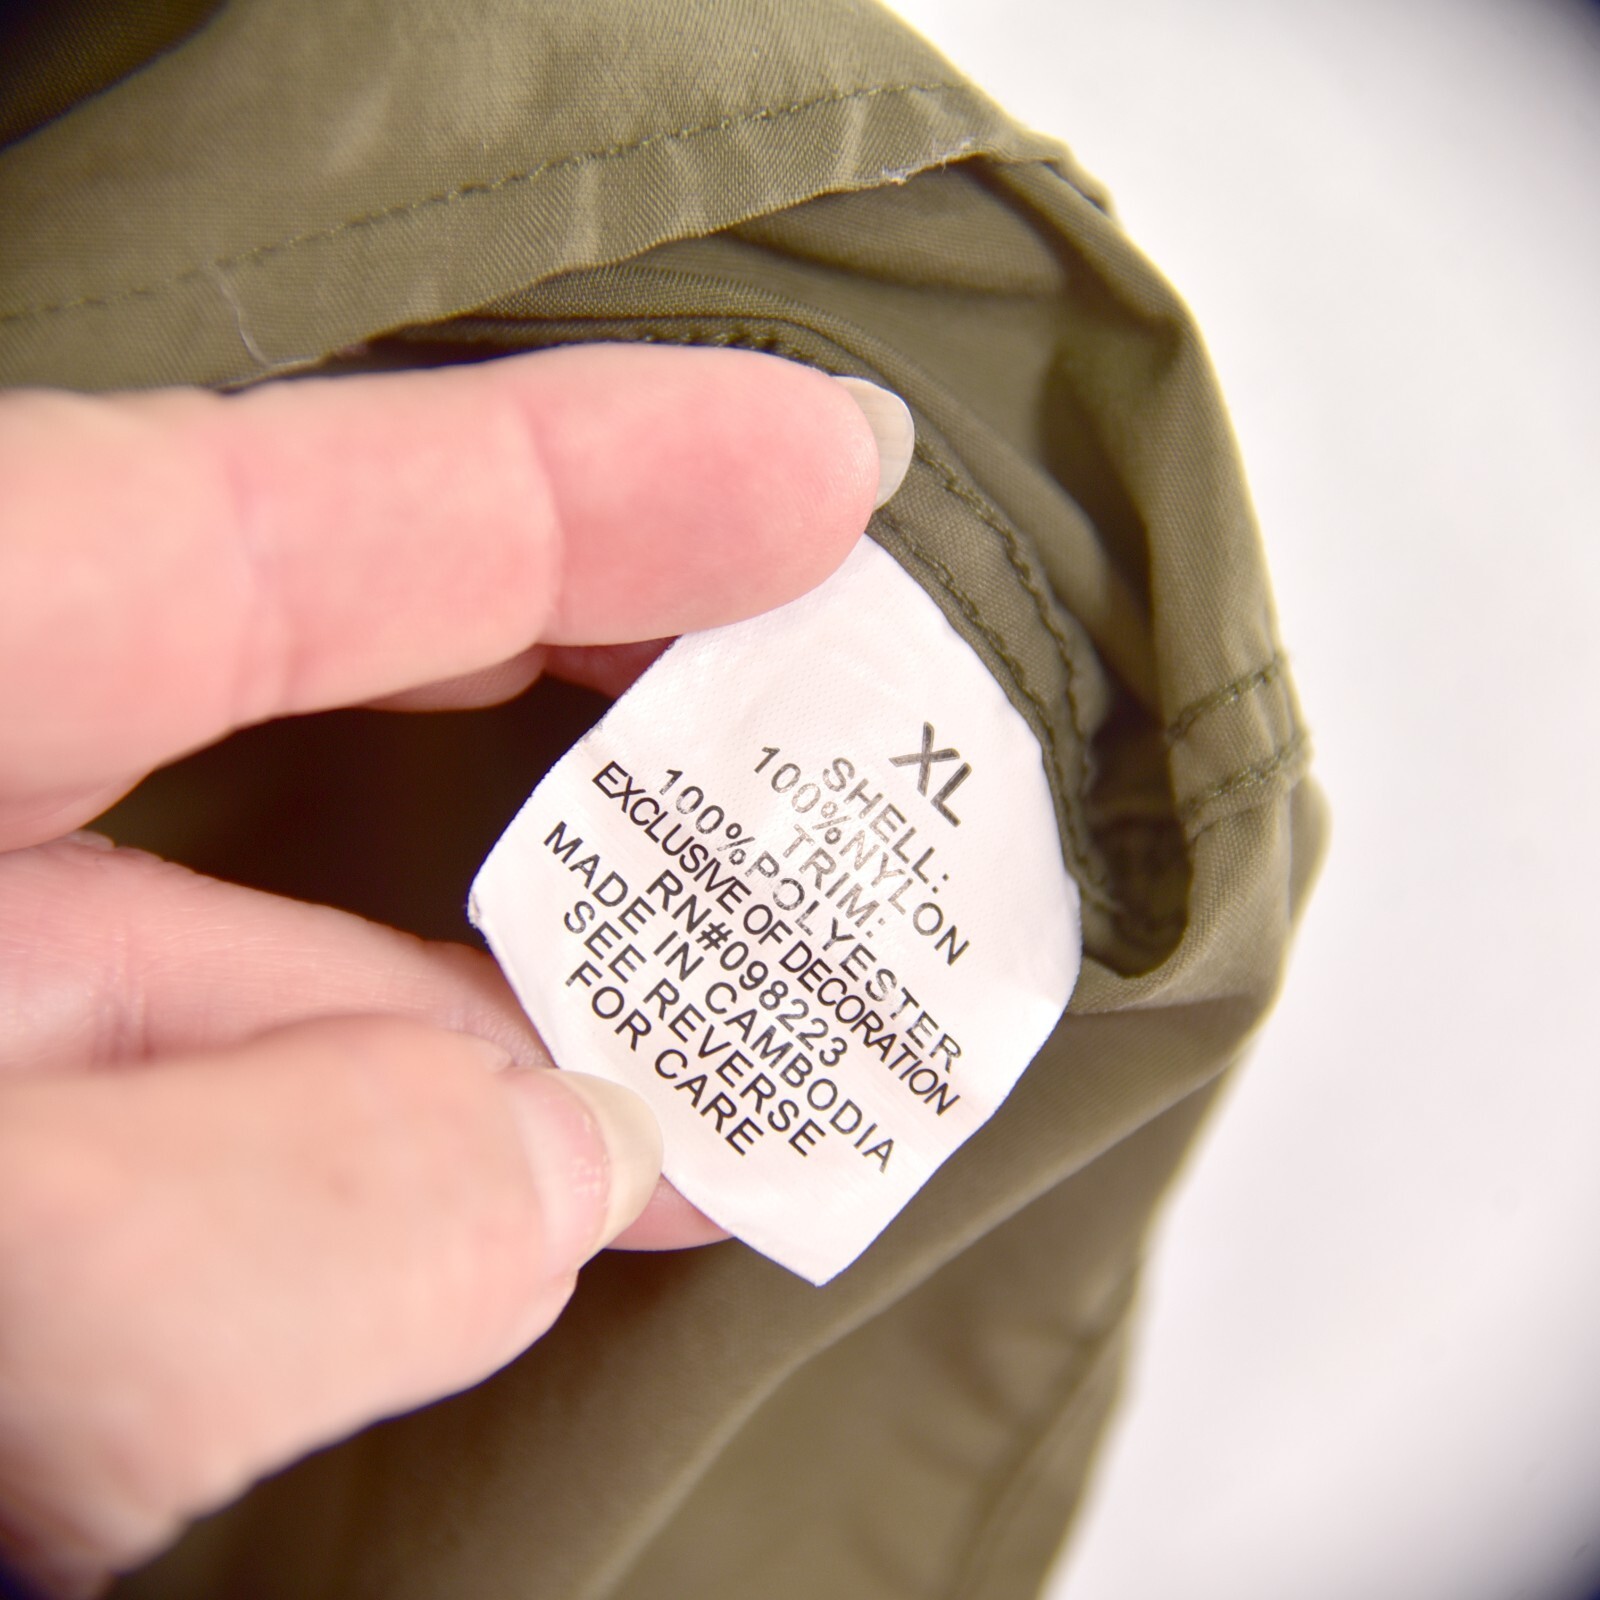 XL
SHELL:
100%NYLON
TRIM:
100%POLYESTER
EXCLUSIVE OF DECORATION
RN#098223
MADE IN CAMBODIA
SEE REVERSE
FOR CARE